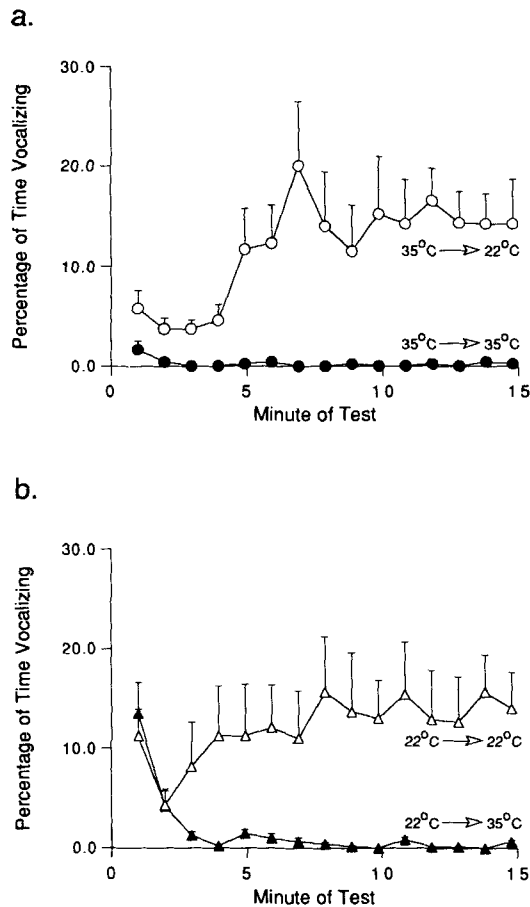 a.
30.0
20.0
10.0
0.0
Percentage of Time Vocalizing
35°C → 22°C
35°C → 35°C
0 5 10 15
Minute of Test
b.
30.0
20.0
10.0
0.0
Percentage of Time Vocalizing
22°C → 22°C
22°C → 35°C
0 5 10 15
Minute of Test